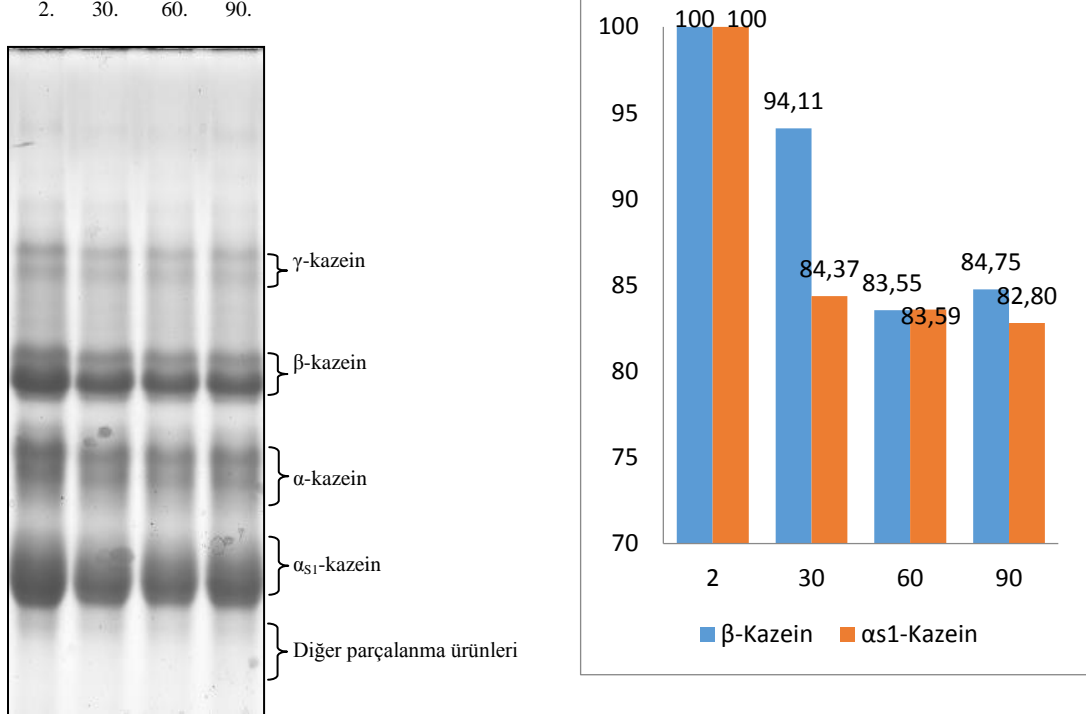 2. 30. 60. 90.
γ-kazein
β-kazein
α-kazein
αS1-kazein
Diğer parçalanma ürünleri
100
95
90
85
80
75
70
100 100
94,11
84,37
83,55
83,59
84,75
82,80
2 30 60 90
β-Kazein αs1-Kazein